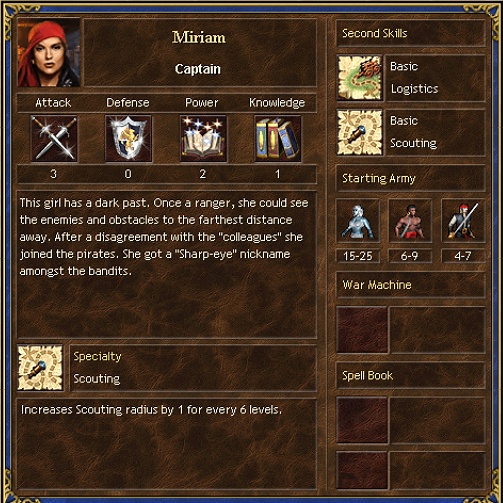 Miriam
Captain
Attack Defense Power Knowledge
3 0 2 1
This girl has a dark past. Once a ranger, she could see
the enemies and obstacles to the farthest distance
away. After a disagreement with the "colleagues" she
joined the pirates. She got a "Sharp-eye" nickname
amongst the bandits.
Specialty
Scouting
Increases Scouting radius by 1 for every 6 levels.
Second Skills
Basic
Logistics
Basic
Scouting
Starting Army
15-25 6-9 4-7
War Machine
Spell Book